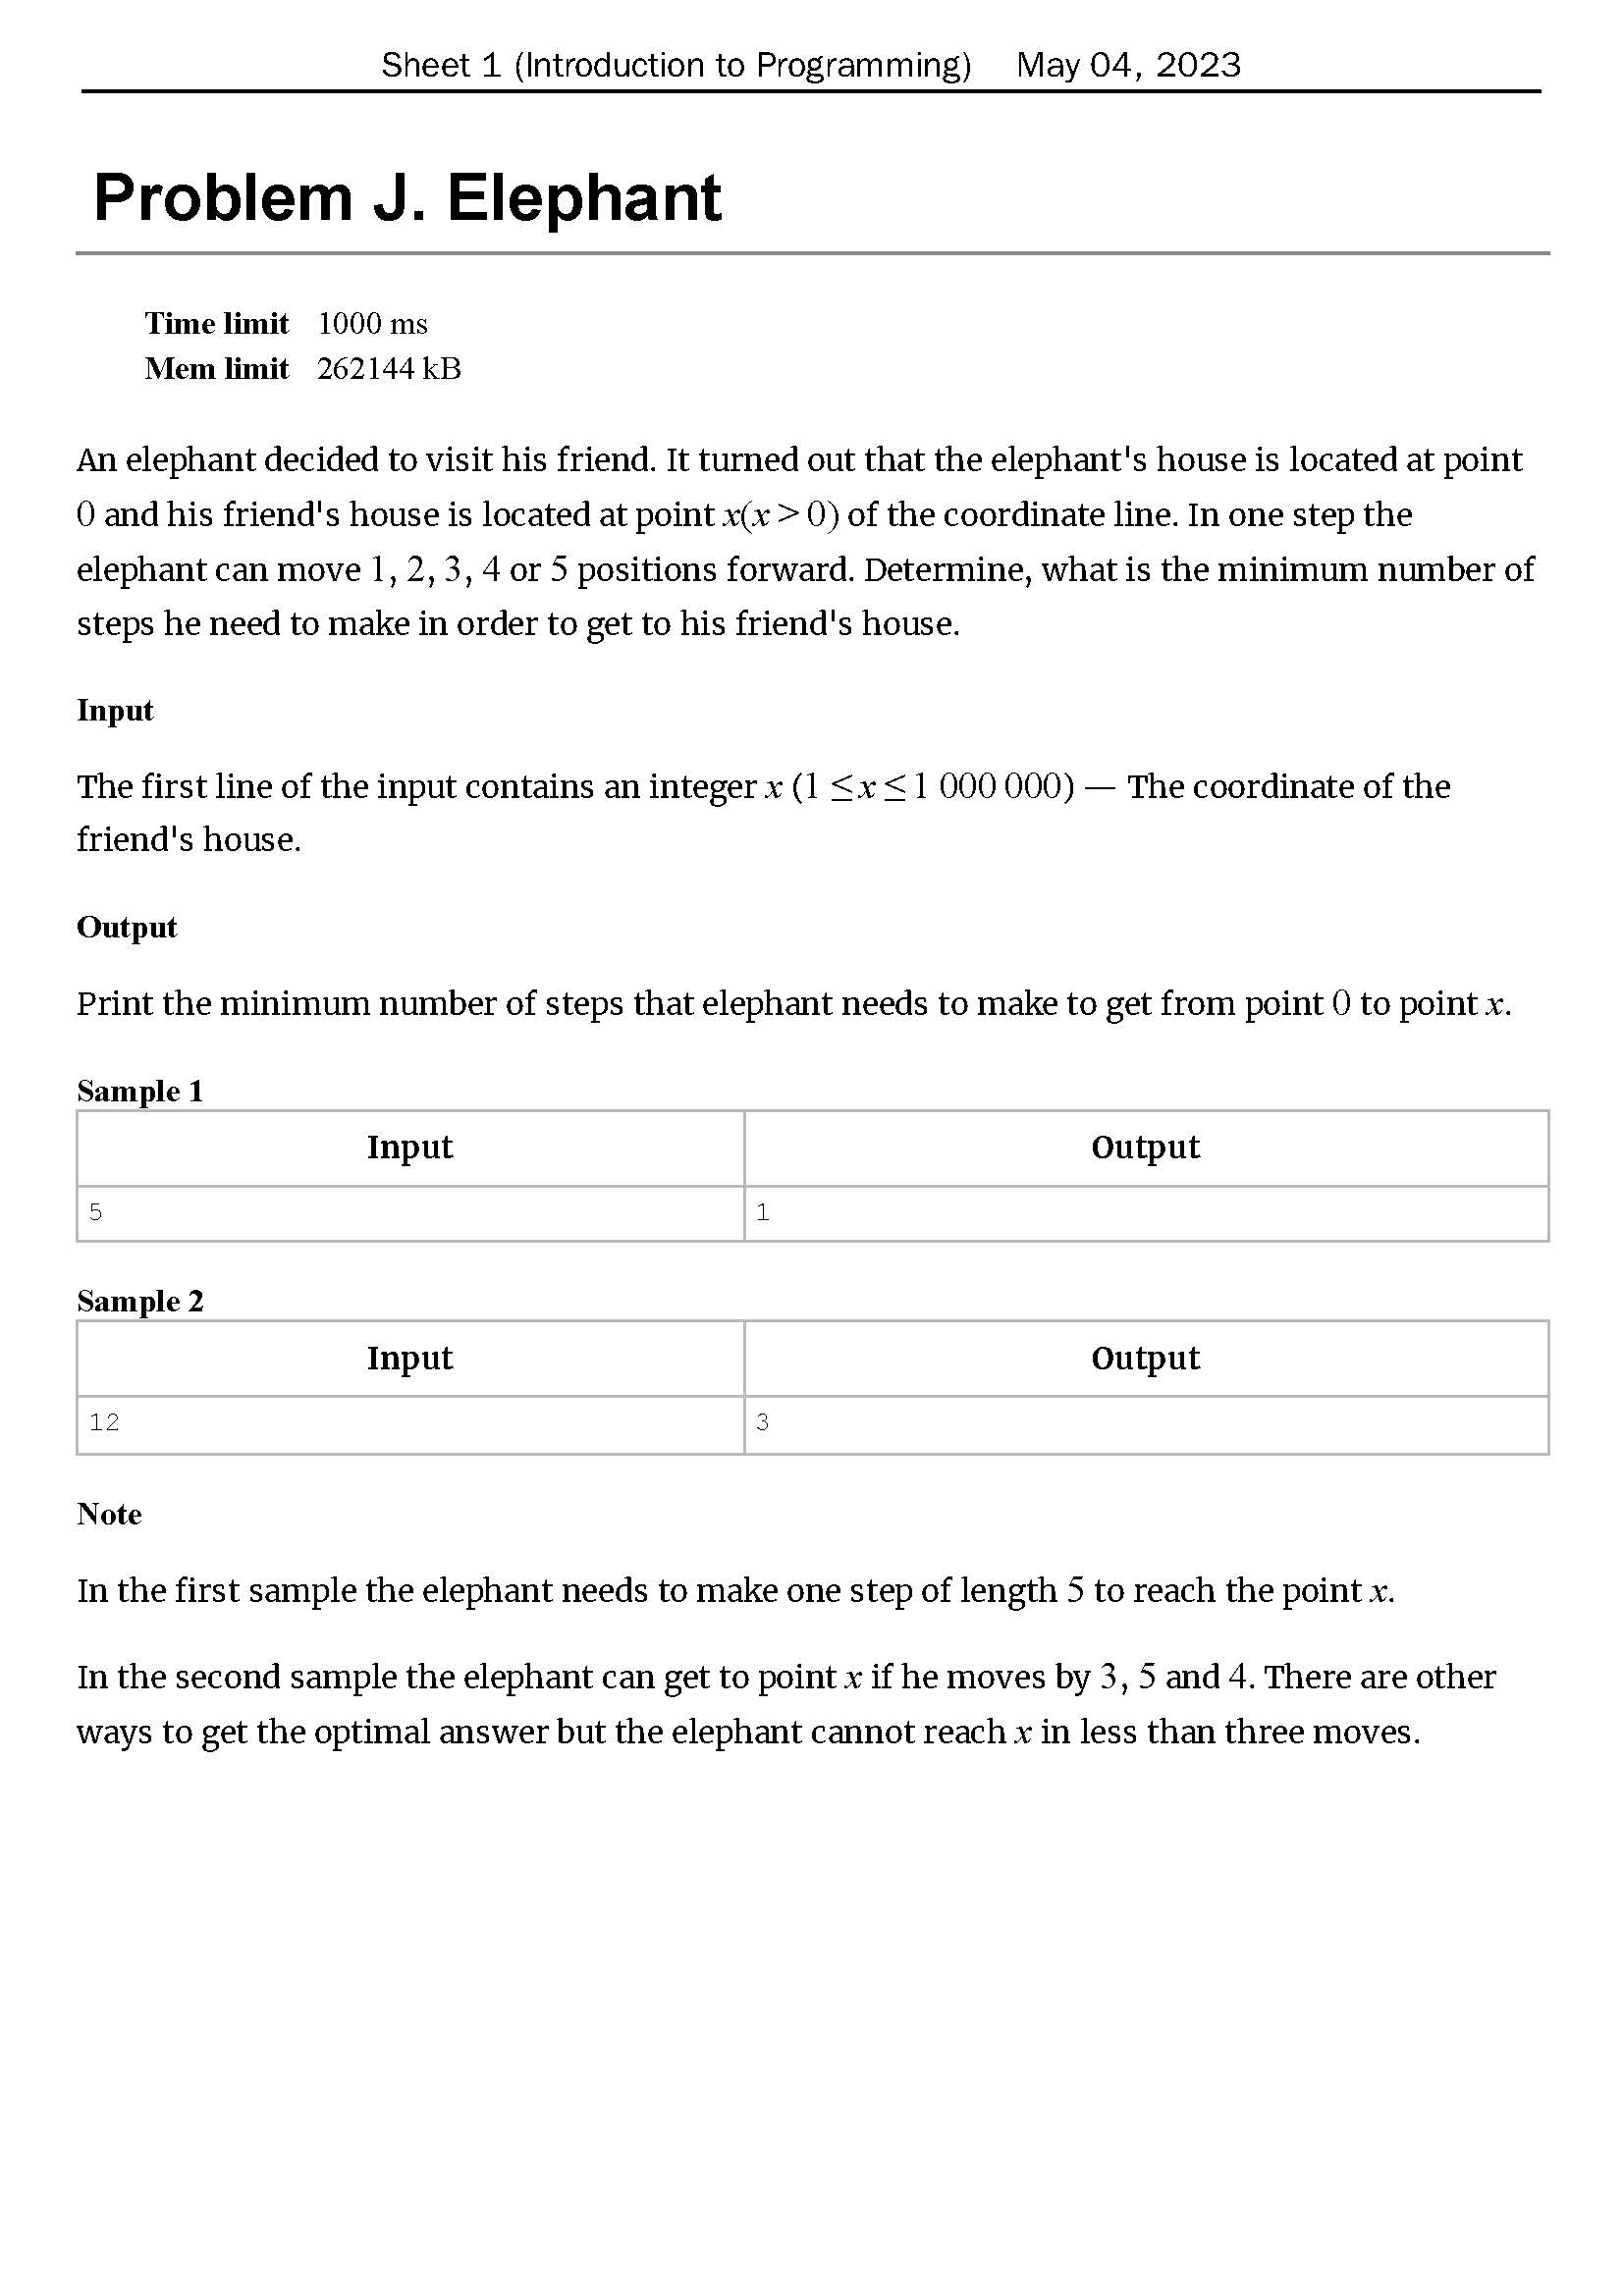 Sheet 1 (Introduction to Programming) May 04, 2023
Problem J. Elephant
Time limit 1000 ms
Mem limit 262144 kB
An elephant decided to visit his friend. It turned out that the elephant's house is located at point
0 and his friend's house is located at point x(x > 0) of the coordinate line. In one step the
elephant can move 1, 2, 3, 4 or 5 positions forward. Determine, what is the minimum number of
steps he need to make in order to get to his friend's house.
Input
The first line of the input contains an integer x (1 ≤ x ≤ 1 000 000) — The coordinate of the
friend's house.
Output
Print the minimum number of steps that elephant needs to make to get from point 0 to point x.
Sample 1
Input Output
5 1
Sample 2
Input Output
12 3
Note
In the first sample the elephant needs to make one step of length 5 to reach the point x.
In the second sample the elephant can get to point x if he moves by 3, 5 and 4. There are other
ways to get the optimal answer but the elephant cannot reach x in less than three moves.